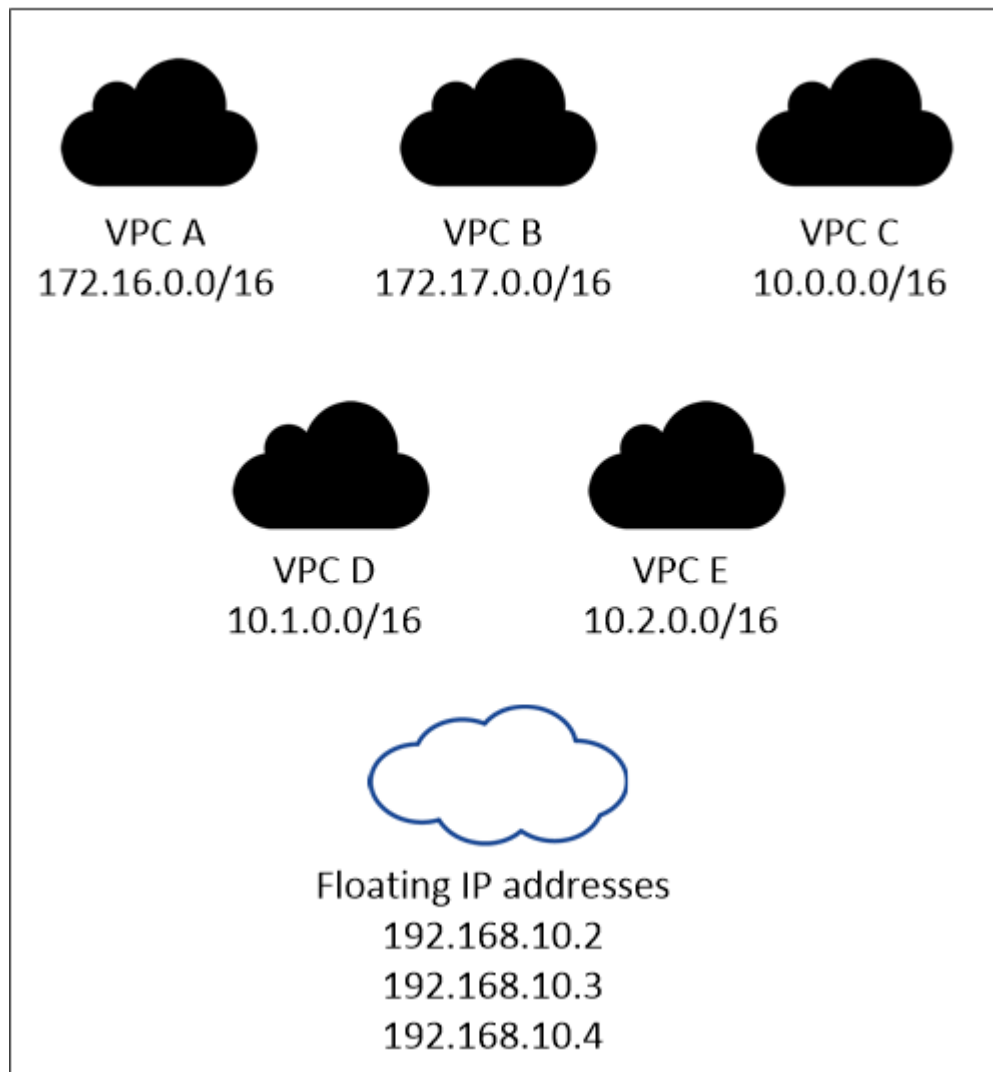 VPC A
172.16.0.0/16
VPC B
172.17.0.0/16
VPC C
10.0.0.0/16
VPC D
10.1.0.0/16
VPC E
10.2.0.0/16
Floating IP addresses
192.168.10.2
192.168.10.3
192.168.10.4